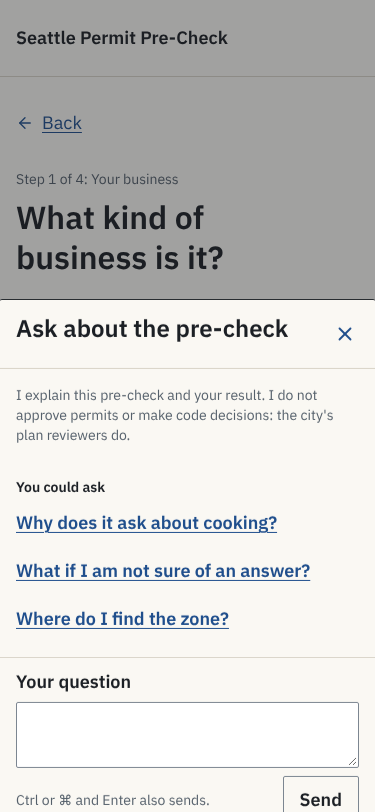 Seattle Permit Pre-Check
← Back
Step 1 of 4: Your business
What kind of
business is it?
Ask about the pre-check
I explain this pre-check and your result. I do not
approve permits or make code decisions: the city's
plan reviewers do.
You could ask
Why does it ask about cooking?
What if I am not sure of an answer?
Where do I find the zone?
Your question
Ctrl or ⌘ and Enter also sends.
Send